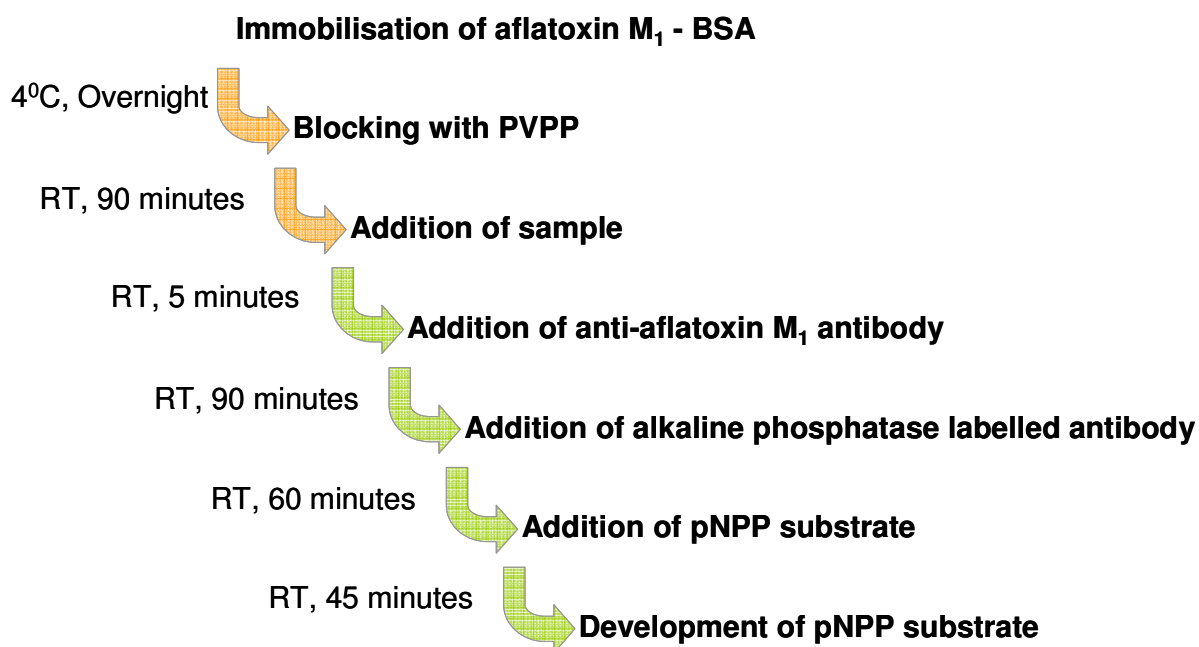 Immobilisation of aflatoxin M₁ - BSA
4⁰C, Overnight
Blocking with PVPP
RT, 90 minutes
Addition of sample
RT, 5 minutes
Addition of anti-aflatoxin M₁ antibody
RT, 90 minutes
Addition of alkaline phosphatase labelled antibody
RT, 60 minutes
Addition of pNPP substrate
RT, 45 minutes
Development of pNPP substrate